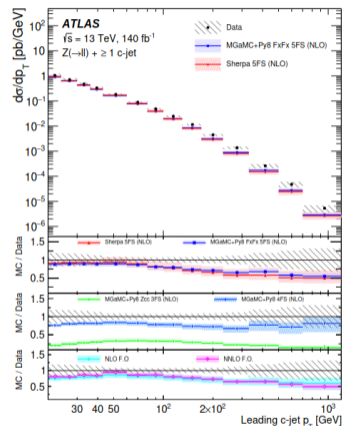 ATLAS
√s = 13 TeV, 140 fb⁻¹
Z(→ll) + ≥ 1 c-jet
Data
MGaMC+Py8 FxFx 5FS (NLO)
Sherpa 5FS (NLO)
dσ/dp_T [pb/GeV]
10²
10
1
10⁻¹
10⁻²
10⁻³
10⁻⁴
10⁻⁵
10⁻⁶
Sherpa 5FS (NLO)
MGaMC+Py8 FxFx 5FS (NLO)
MC / Data
1.5
1
0.5
MGaMC+Py8 Zcc 3FS (NLO)
MGaMC+Py8 4FS (NLO)
MC / Data
1.5
1
0.5
NLO F.O.
NNLO F.O.
MC / Data
1.5
1
0.5
30 40 50 10² 2×10² 10³
Leading c-jet p_T [GeV]